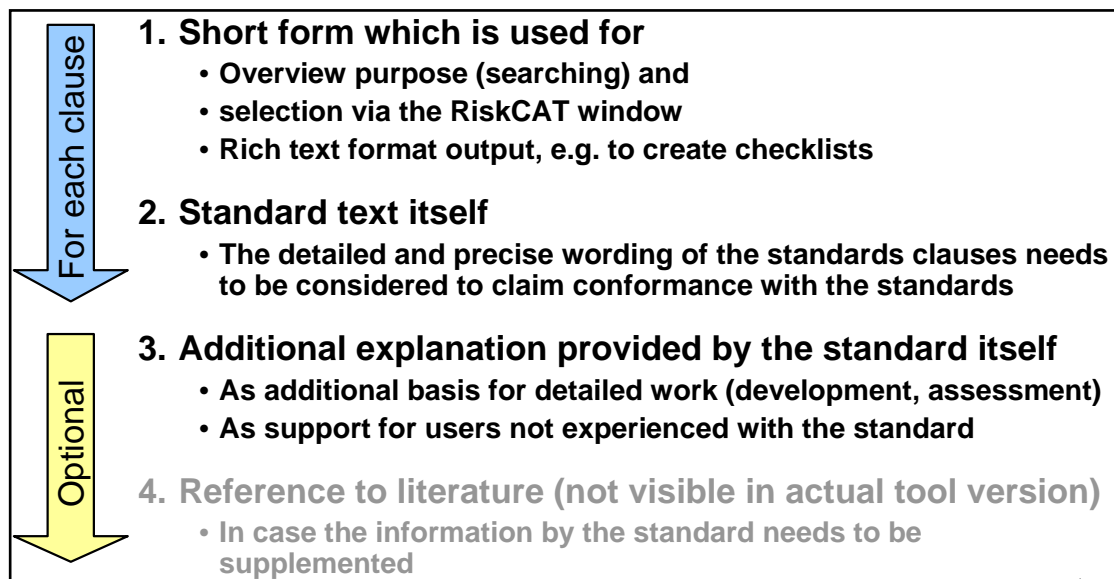 1. Short form which is used for
• Overview purpose (searching) and
• selection via the RiskCAT window
• Rich text format output, e.g. to create checklists
For each clause
2. Standard text itself
• The detailed and precise wording of the standards clauses needs
to be considered to claim conformance with the standards
3. Additional explanation provided by the standard itself
• As additional basis for detailed work (development, assessment)
• As support for users not experienced with the standard
Optional
4. Reference to literature (not visible in actual tool version)
• In case the information by the standard needs to be
supplemented